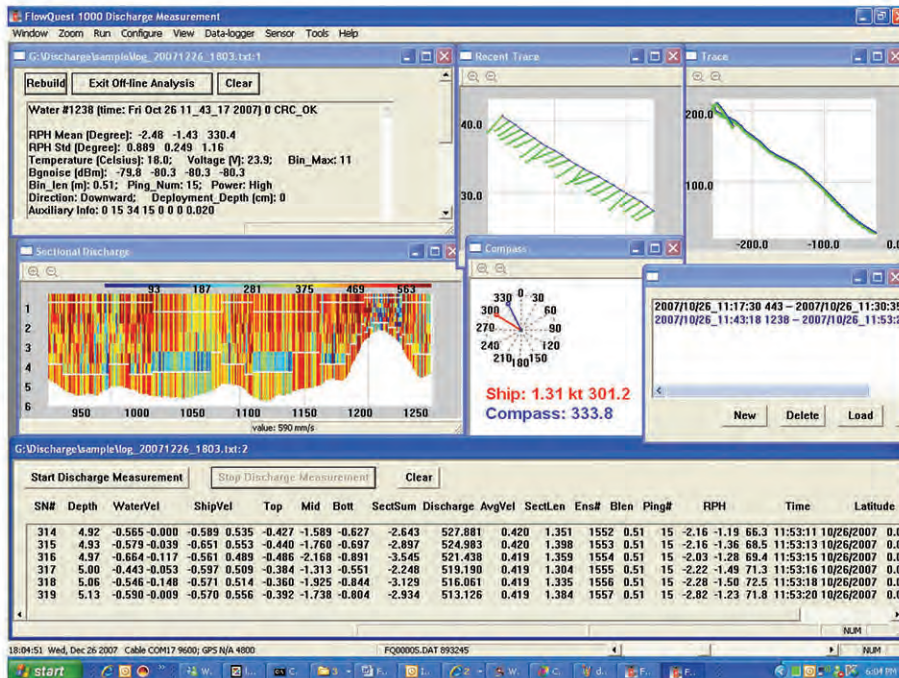 FlowQuest 1000 Discharge Measurement
Window Zoom Run Configure View Data-logger Sensor Tools Help
G:\Discharge\sample\log_20071226_1803.txt:1
Rebuild Exit Off-line Analysis Clear
Water #1238 (time: Fri Oct 26 11_43_17 2007) 0 CRC_OK
RPH Mean (Degree): -2.48 -1.43 330.4
RPH Std (Degree): 0.889 0.249 1.16
Temperature (Celsius): 18.0; Voltage (V): 23.9; Bin_Max: 11
Bgnoise (dBm): -79.8 -80.3 -80.3 -80.3
Bin_len (m): 0.51; Ping_Num: 15; Power: High
Direction: Downward; Deployment_Depth (cm): 0
Auxiliary Info: 0 15 34 15 0 0 0 0.020
Recent Trace
40.0
30.0
Trace
200.0
100.0
-200.0 -100.0 0.0
Sectional Discharge
93 187 281 375 469 563
1
2
3
4
5
6
950 1000 1050 1100 1150 1200 1250
value: 590 mm/s
Compass
0
330 30
300 60
270 90
240 120
210 150
180
Ship: 1.31 kt 301.2
Compass: 333.8
2007/10/26_11:17:30 443 -- 2007/10/26_11:30:35
2007/10/26_11:43:18 1238 -- 2007/10/26_11:53:2
New Delete Load
G:\Discharge\sample\log_20071226_1803.txt:2
Start Discharge Measurement Stop Discharge Measurement Clear
SN# Depth WaterVel ShipVel Top Mid Bott SectSum Discharge AvgVel SectLen Ens# Blen Ping# RPH Time Latitude
314 4.92 -0.565 -0.000 -0.589 0.535 -0.427 -1.589 -0.627 -2.643 527.881 0.420 1.351 1552 0.51 15 -2.16 -1.19 66.3 11:53:11 10/26/2007 0.0
315 4.93 -0.579 -0.039 -0.651 0.553 -0.440 -1.760 -0.697 -2.897 524.983 0.420 1.398 1553 0.51 15 -2.16 -1.36 68.5 11:53:13 10/26/2007 0.0
316 4.97 -0.664 -0.117 -0.561 0.489 -0.486 -2.168 -0.891 -3.545 521.438 0.419 1.359 1554 0.51 15 -2.03 -1.28 69.4 11:53:15 10/26/2007 0.0
317 5.00 -0.443 -0.053 -0.597 0.509 -0.384 -1.313 -0.551 -2.248 519.190 0.419 1.304 1555 0.51 15 -2.22 -1.49 71.3 11:53:16 10/26/2007 0.0
318 5.06 -0.546 -0.148 -0.571 0.514 -0.360 -1.925 -0.844 -3.129 516.061 0.419 1.335 1556 0.51 15 -2.28 -1.50 72.5 11:53:18 10/26/2007 0.0
319 5.13 -0.590 -0.009 -0.570 0.556 -0.392 -1.738 -0.804 -2.934 513.126 0.419 1.384 1557 0.51 15 -2.82 -1.23 71.8 11:53:20 10/26/2007 0.0
NUM
18:04:51 Wed, Dec 26 2007 Cable COM17 9600; GPS N/A 4800 FQ00005.DAT 893245 NUM
start W. C. 3 F.. I. 2 W. C. d. F.. F.. 6:04 PM